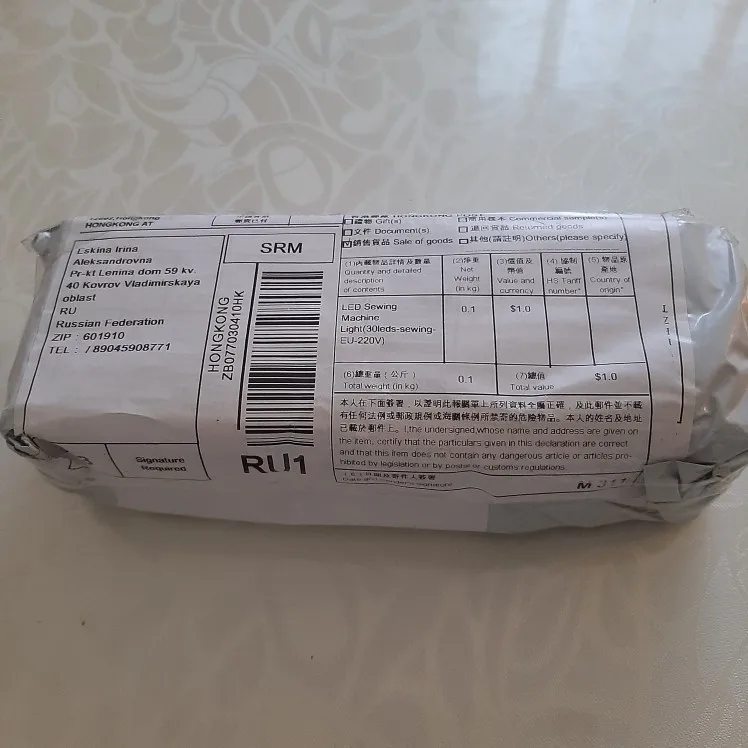 HONGKONG AT
Eskina Irina
Aleksandrovna
Pr-kt Lenina dom 59 kv.
40 Kovrov Vladimirskaya
oblast
RU
Russian Federation
ZIP : 601910
TEL : / 89045908771
Signature
Required
SRM
HONGKONG
ZB077030410HK
RU1
禮物 Gift(s)
商用樣本 Commercial sample(s)
文件 Document(s)
退回貨品 Returned goods
銷售貨品 Sale of goods
其他(請註明)Others(please specify)
(1)內載物品詳情及數量
Quantity and detailed
description
of contents
(2)淨重
Net
Weight
(in kg)
(3)價值及
幣值
Value and
currency
(4) 協制
編號
HS Tariff
number*
(5) 物品原
產地
Country of
origin*
LED Sewing
Machine
Light(30leds-sewing-
EU-220V)
0.1
$1.0
(6)總重量 (公斤)
Total weight (in kg)
0.1
(7)總值
Total value
$1.0
本人在下面簽署，以證明此報關單上所列資料全屬正確，及此郵件並不載
有任何法例或郵政規例或海關條例所禁寄的危險物品。本人的姓名及地址
已載於郵件上。I,the undersigned,whose name and address are given on
the item, certify that the particulars given in this declaration are correct
and that this item does not contain any dangerous article or articles pro-
hibited by legislation or by postal or customs regulations.